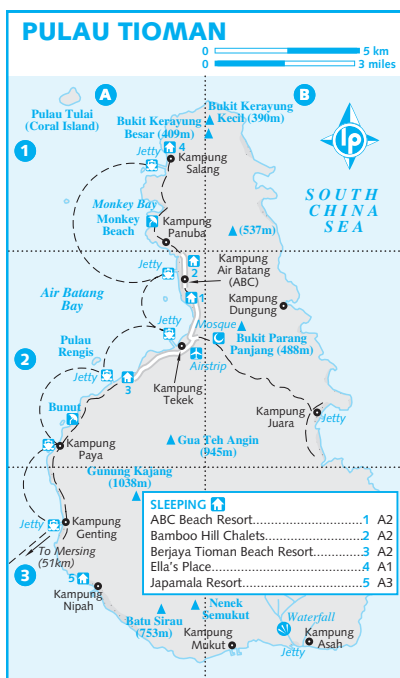 PULAU TIOMAN
0 5 km
0 3 miles
A
B
1
2
3
lp
Pulau Tulai
(Coral Island)
Bukit Kerayung
Besar (409m)
Bukit Kerayung
Kecil (390m)
Jetty
4
Kampung
Salang
SOUTH
CHINA
SEA
Monkey Bay
Monkey
Beach
Kampung
Panuba
(537m)
Jetty
2
Kampung
Air Batang
(ABC)
Air Batang
Bay
1
Kampung
Dungung
Jetty
Mosque
Bukit Parang
Panjang (488m)
Pulau
Rengis
Airstrip
Jetty
3
Kampung
Tekek
Bunut
Kampung
Juara
Jetty
Gua Teh Angin
(945m)
Kampung
Paya
Gunung Kajang
(1038m)
Jetty
Kampung
Genting
To Mersing
(51km)
5
Kampung
Nipah
SLEEPING
ABC Beach Resort.............................1 A2
Bamboo Hill Chalets........................2 A2
Berjaya Tioman Beach Resort...3 A2
Ella's Place...........................................4 A1
Japamala Resort...............................5 A3
Batu Sirau
(753m)
Nenek
Semukut
Waterfall
Kampung
Mukut
Kampung
Asah
Jetty